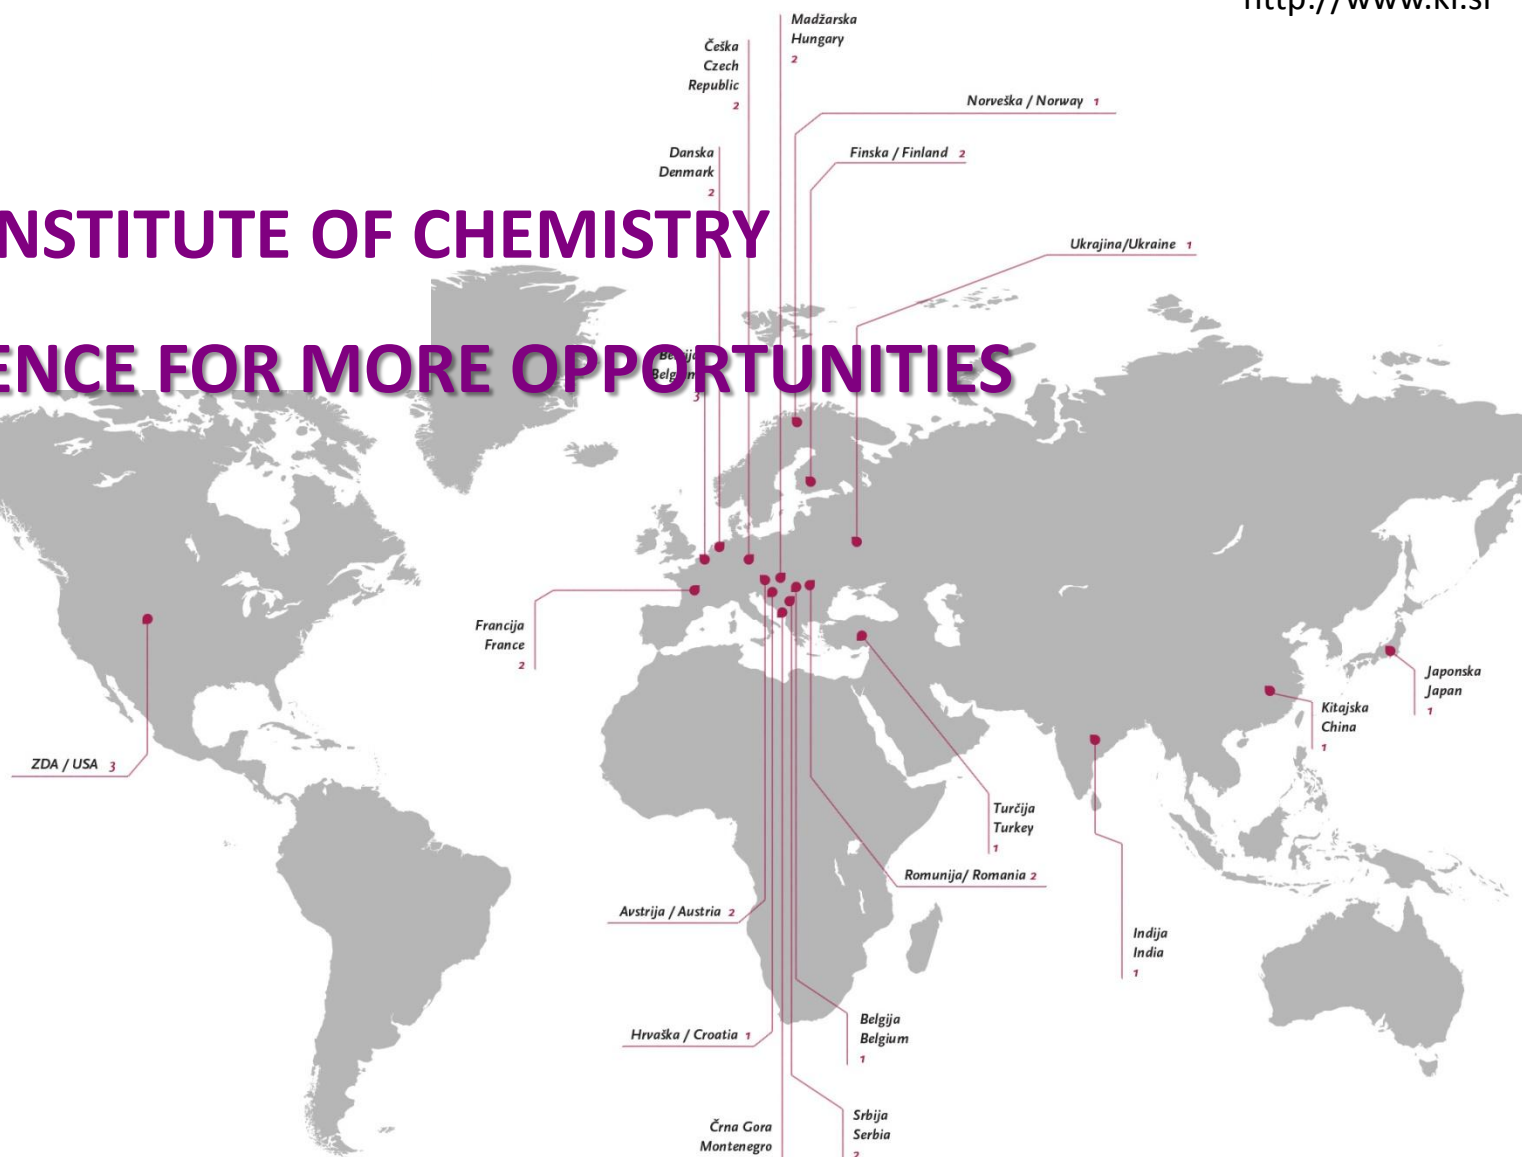 http://www.ki.si
Madžarska
Hungary
2
Češka
Czech
Republic
2
Norveška / Norway 1
Danska
Denmark
2
Finska / Finland 2
NSTITUTE OF CHEMISTRY
Ukrajina/Ukraine 1
ENCE FOR MORE OPPORTUNITIES
Belgija
Belgium
3
Francija
France
2
Japonska
Japan
1
Kitajska
China
1
ZDA / USA 3
Turčija
Turkey
1
Romunija/ Romania 2
Avstrija / Austria 2
Indija
India
1
Belgija
Belgium
1
Hrvaška / Croatia 1
Srbija
Serbia
2
Črna Gora
Montenegro